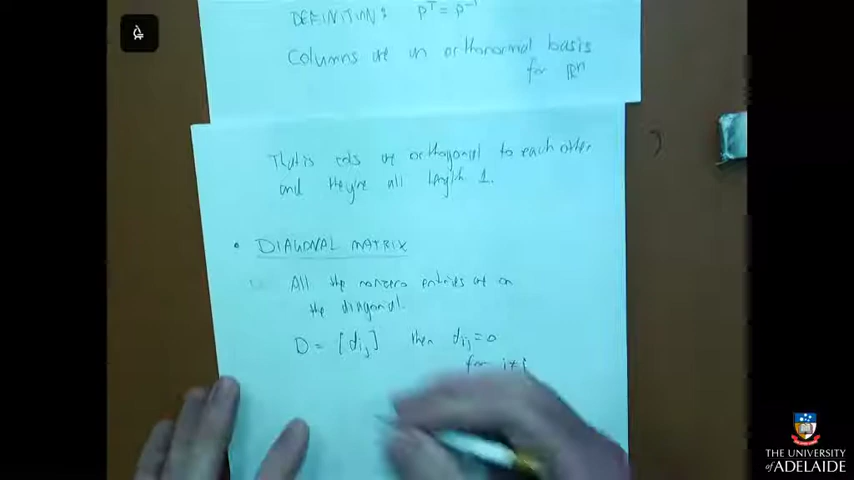 DEFINITION: P^T = P^-1
Columns are an orthonormal basis
for ℝ^n
That is cols are orthogonal to each other
and they're all length 1.
• DIAGONAL MATRIX
All the nonzero entries are on
the diagonal.
D = [d_ij] then d_ij = 0
for i≠j
THE UNIVERSITY
of ADELAIDE